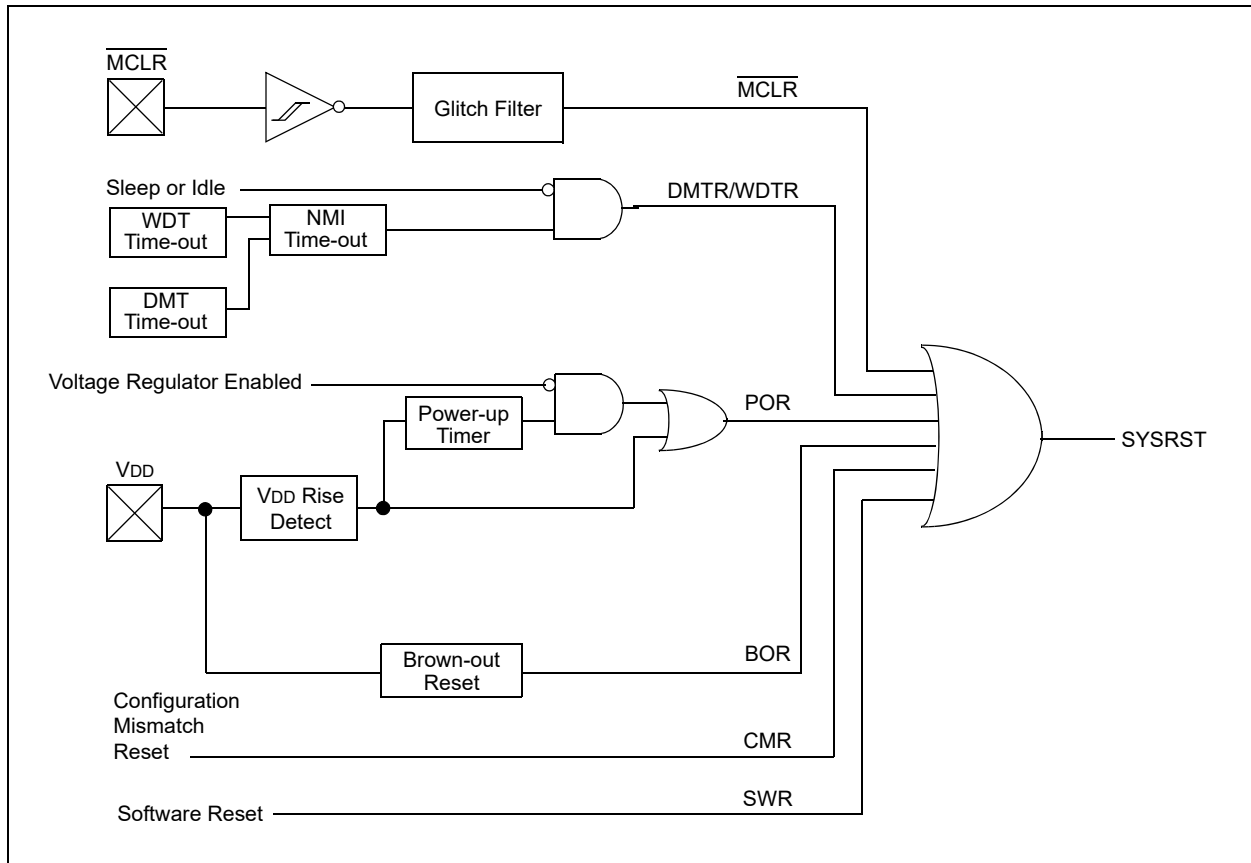 MCLR
Glitch Filter
MCLR
Sleep or Idle
DMTR/WDTR
WDT
Time-out
NMI
Time-out
DMT
Time-out
Voltage Regulator Enabled
Power-up
Timer
POR
SYSRST
VDD
VDD Rise
Detect
Brown-out
Reset
BOR
Configuration
Mismatch
Reset
CMR
Software Reset
SWR